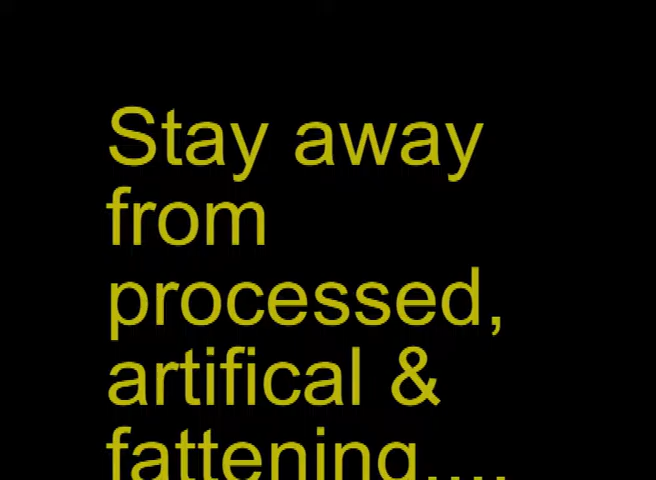 Stay away
from
processed,
artifical &
fattening....